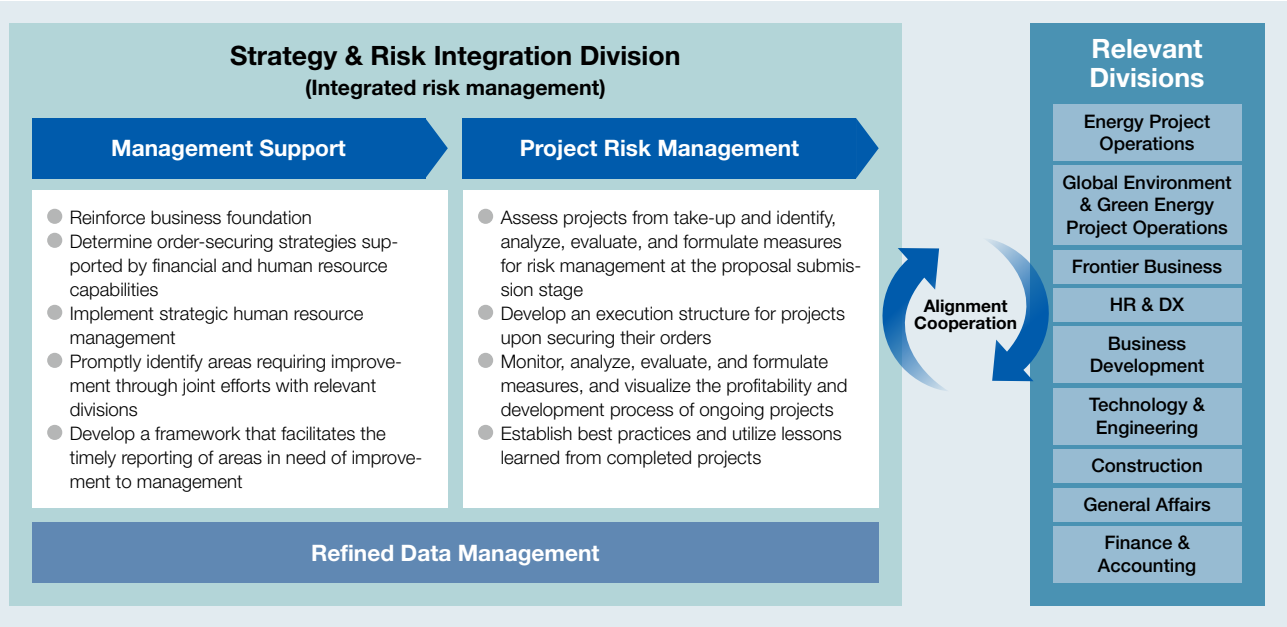 Strategy & Risk Integration Division
(Integrated risk management)
Management Support
Reinforce business foundation
Determine order-securing strategies sup-
ported by financial and human resource
capabilities
Implement strategic human resource
management
Promptly identify areas requiring improve-
ment through joint efforts with relevant
divisions
Develop a framework that facilitates the
timely reporting of areas in need of improve-
ment to management
Project Risk Management
Assess projects from take-up and identify,
analyze, evaluate, and formulate measures
for risk management at the proposal submis-
sion stage
Develop an execution structure for projects
upon securing their orders
Monitor, analyze, evaluate, and formulate
measures, and visualize the profitability and
development process of ongoing projects
Establish best practices and utilize lessons
learned from completed projects
Refined Data Management
Alignment
Cooperation
Relevant
Divisions
Energy Project
Operations
Global Environment
& Green Energy
Project Operations
Frontier Business
HR & DX
Business
Development
Technology &
Engineering
Construction
General Affairs
Finance &
Accounting